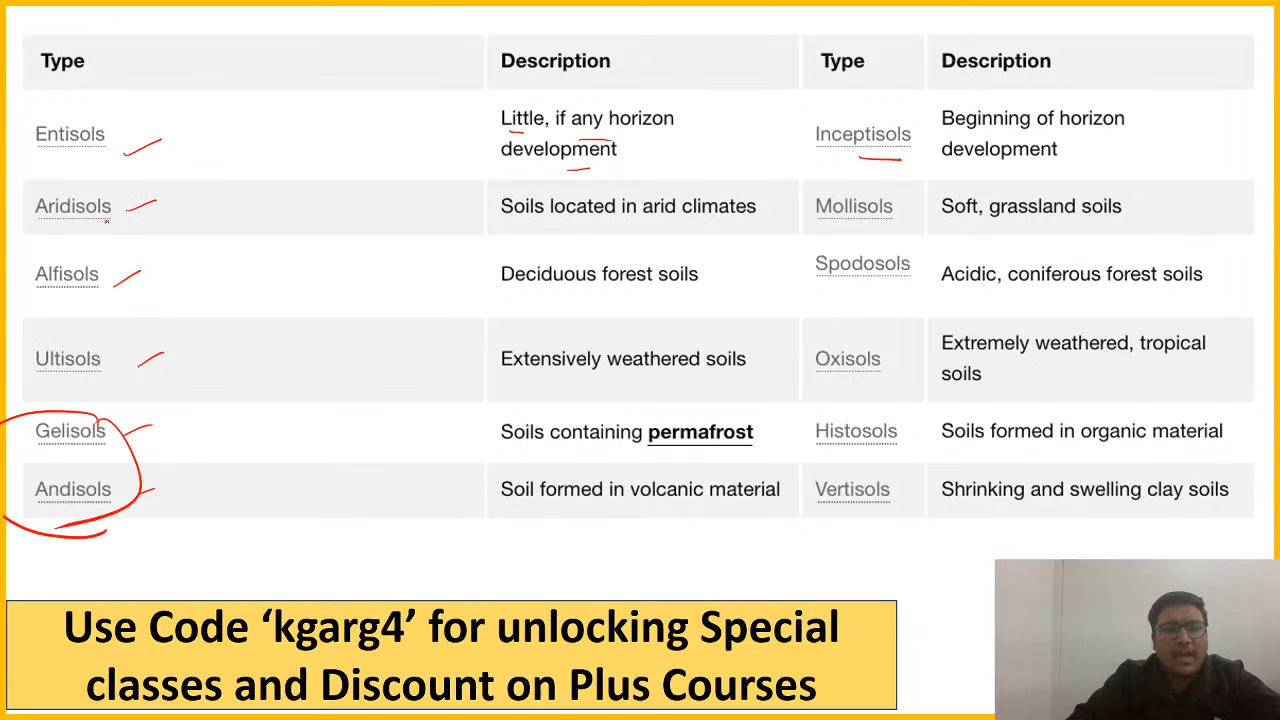 Type Description Type Description
Entisols Little, if any horizon development Inceptisols Beginning of horizon development
Aridisols Soils located in arid climates Mollisols Soft, grassland soils
Alfisols Deciduous forest soils Spodosols Acidic, coniferous forest soils
Ultisols Extensively weathered soils Oxisols Extremely weathered, tropical soils
Gelisols Soils containing permafrost Histosols Soils formed in organic material
Andisols Soil formed in volcanic material Vertisols Shrinking and swelling clay soils
Use Code ‘kgarg4’ for unlocking Special
classes and Discount on Plus Courses